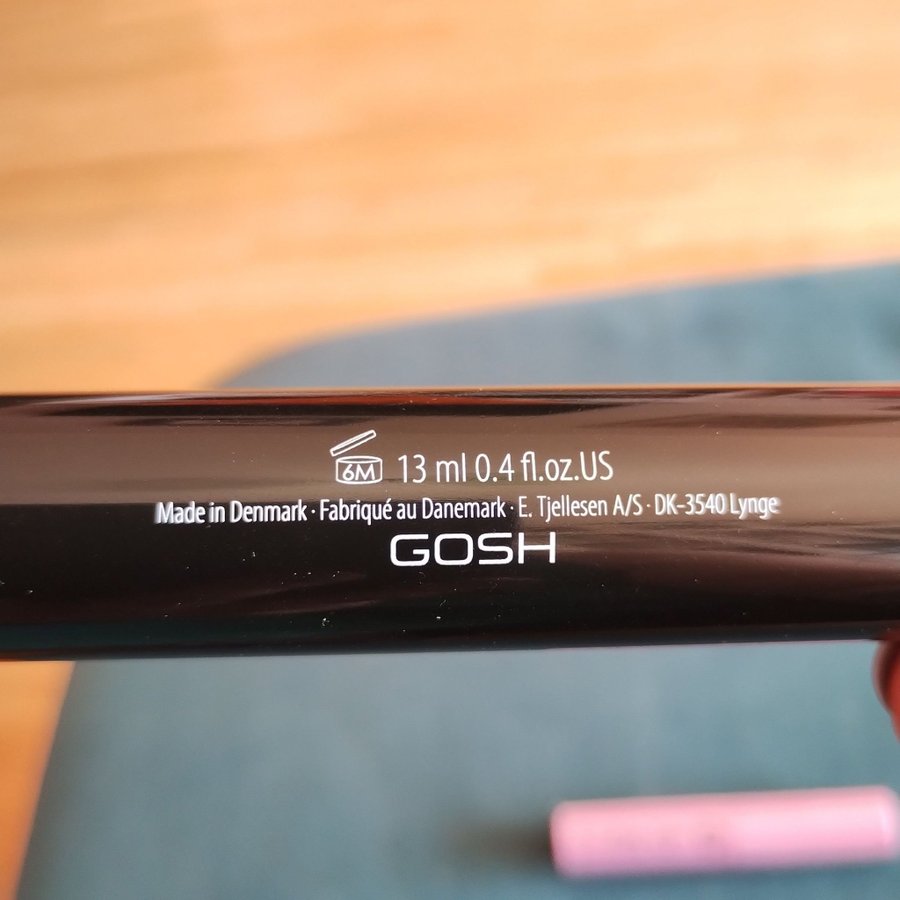 6M 13 ml 0.4 fl.oz.US
Made in Denmark · Fabriqué au Danemark · E. Tjellesen A/S · DK-3540 Lynge
GOSH